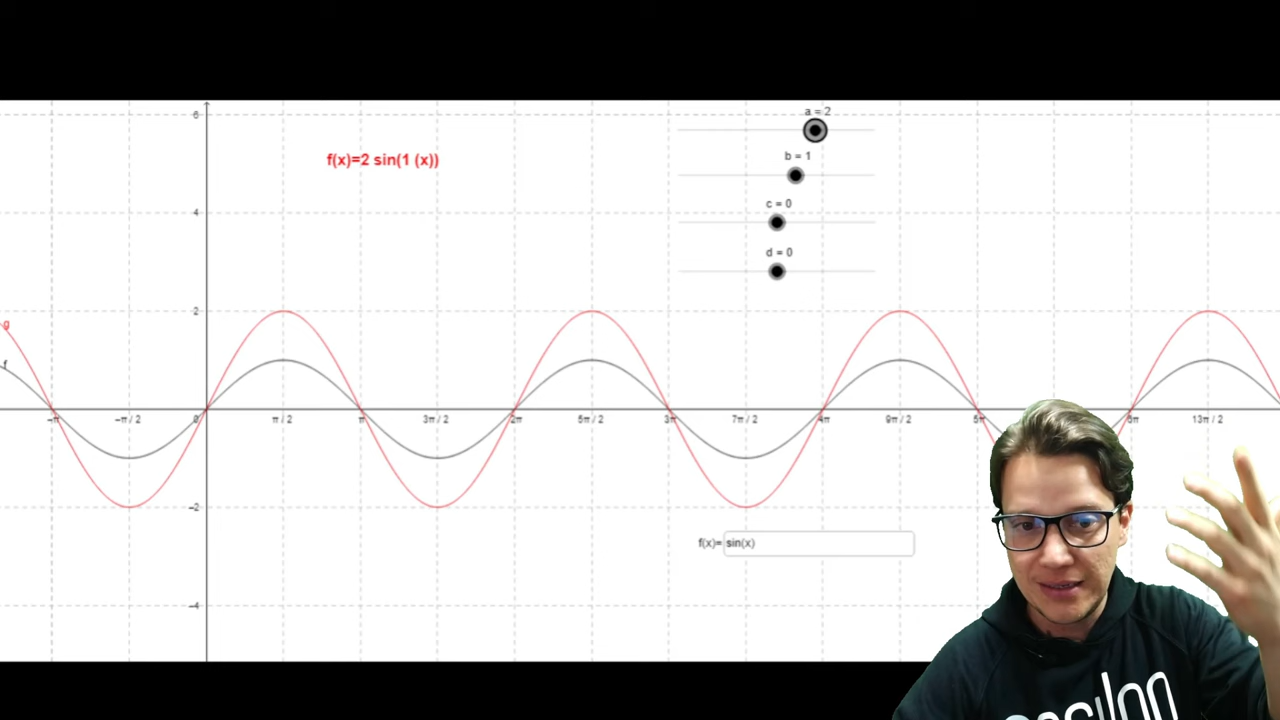 6
a = 2
f(x)=2 sin(1 (x))
b = 1
4
c = 0
d = 0
2
g
f
-π
-π / 2
0
π / 2
π
3π / 2
2π
5π / 2
3π
7π / 2
4π
9π / 2
5π
6π
13π / 2
-2
f(x)= sin(x)
-4